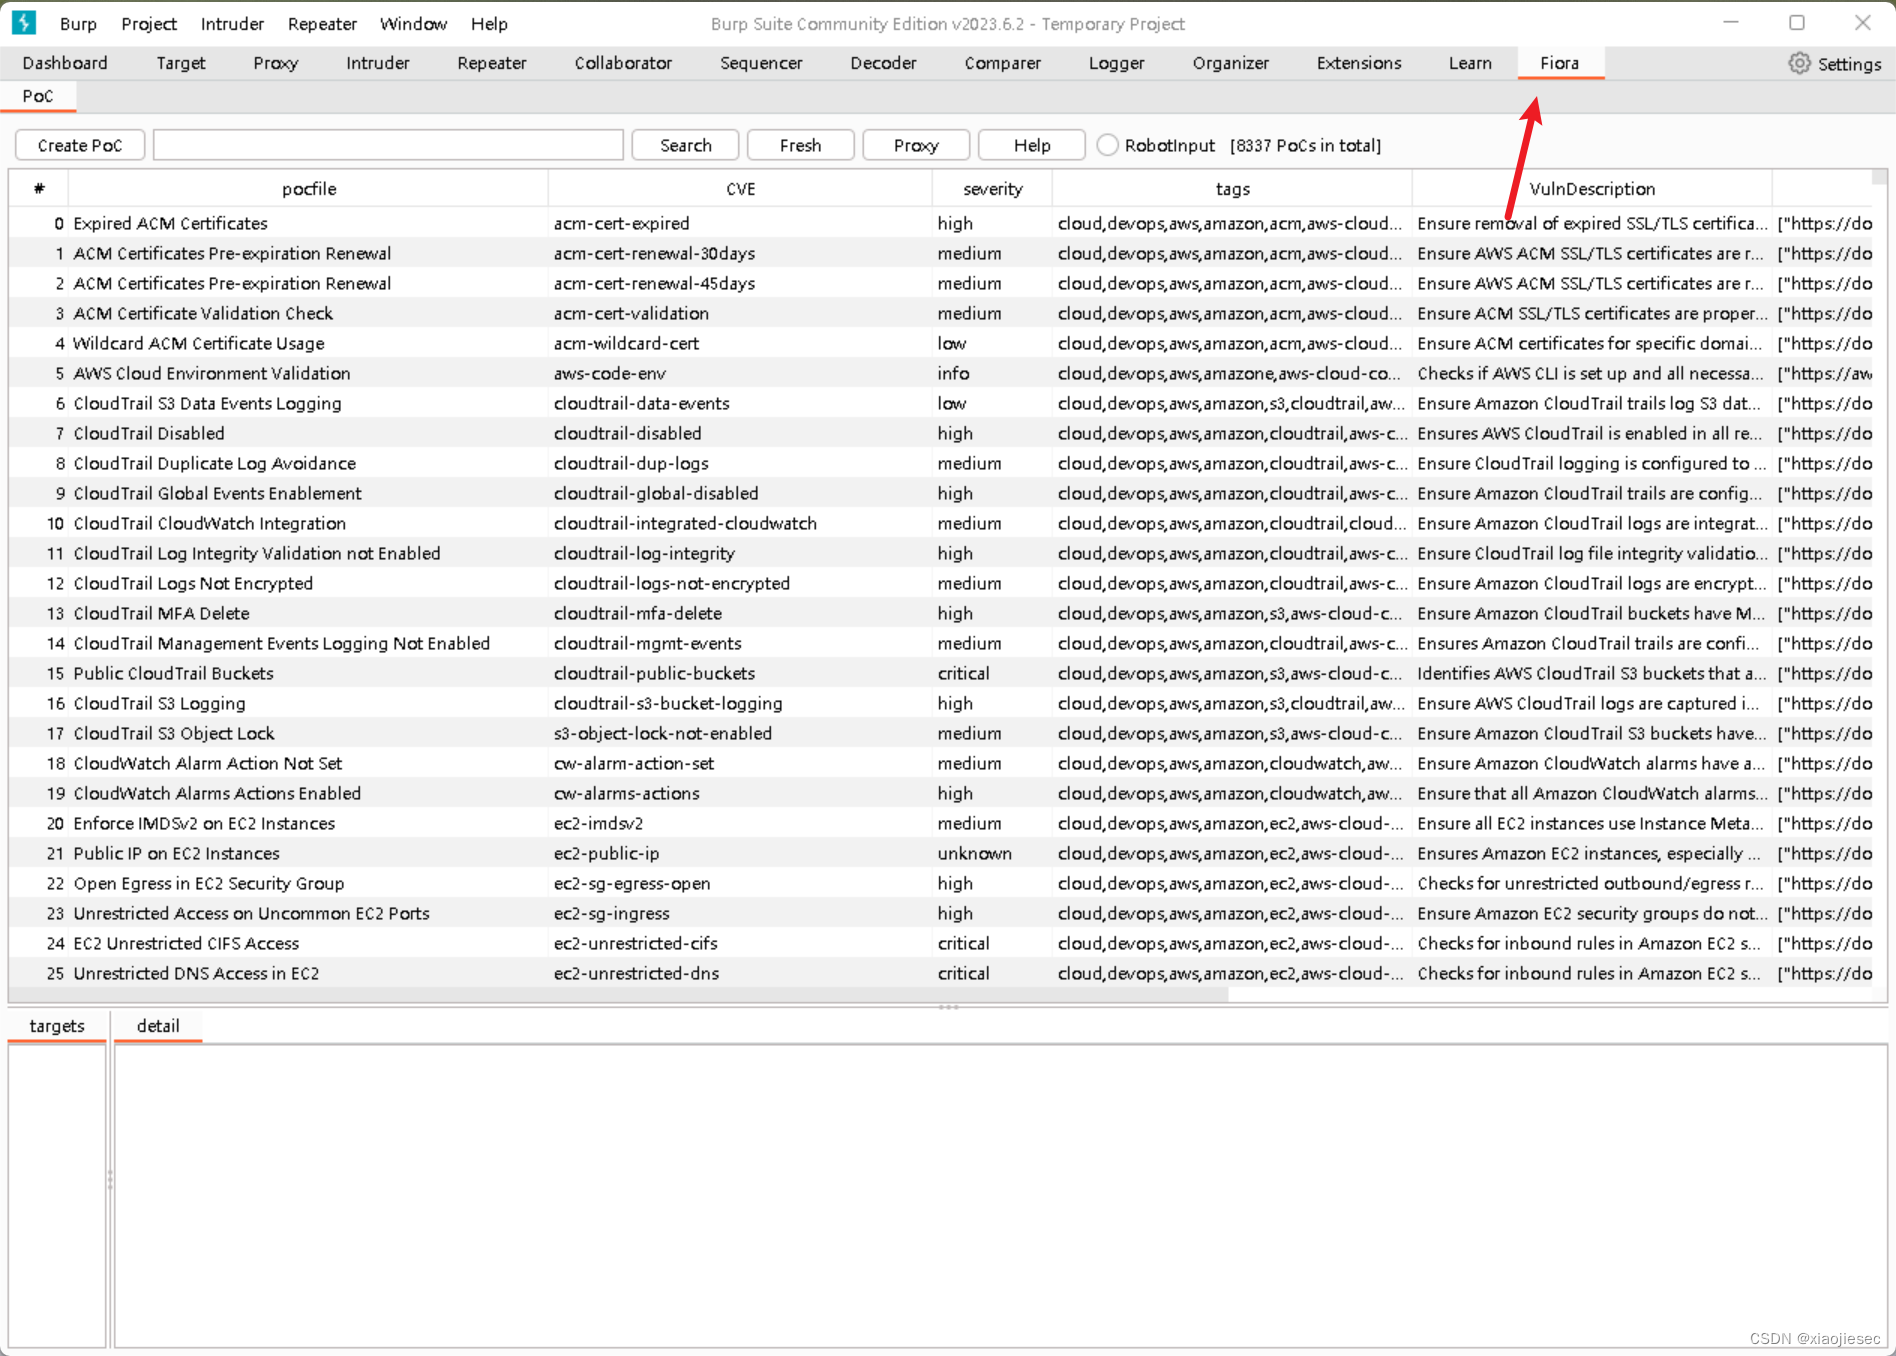 Burp Project Intruder Repeater Window Help Burp Suite Community Edition v2023.6.2 - Temporary Project
Dashboard Target Proxy Intruder Repeater Collaborator Sequencer Decoder Comparer Logger Organizer Extensions Learn Fiora Settings
PoC
Create PoC Search Fresh Proxy Help RobotInput [8337 PoCs in total]
# pocfile CVE severity tags VulnDescription
0 Expired ACM Certificates acm-cert-expired high cloud,devops,aws,amazon,acm,aws-cloud... Ensure removal of expired SSL/TLS certifica... ["https://do
1 ACM Certificates Pre-expiration Renewal acm-cert-renewal-30days medium cloud,devops,aws,amazon,acm,aws-cloud... Ensure AWS ACM SSL/TLS certificates are r... ["https://do
2 ACM Certificates Pre-expiration Renewal acm-cert-renewal-45days medium cloud,devops,aws,amazon,acm,aws-cloud... Ensure AWS ACM SSL/TLS certificates are r... ["https://do
3 ACM Certificate Validation Check acm-cert-validation medium cloud,devops,aws,amazon,acm,aws-cloud... Ensure ACM SSL/TLS certificates are proper... ["https://do
4 Wildcard ACM Certificate Usage acm-wildcard-cert low cloud,devops,aws,amazon,acm,aws-cloud... Ensure ACM certificates for specific domai... ["https://do
5 AWS Cloud Environment Validation aws-code-env info cloud,devops,aws,amazone,aws-cloud-co... Checks if AWS CLI is set up and all necessa... ["https://aw
6 CloudTrail S3 Data Events Logging cloudtrail-data-events low cloud,devops,aws,amazon,s3,cloudtrail,aw... Ensure Amazon CloudTrail trails log S3 dat... ["https://do
7 CloudTrail Disabled cloudtrail-disabled high cloud,devops,aws,amazon,cloudtrail,aws-c... Ensures AWS CloudTrail is enabled in all re... ["https://do
8 CloudTrail Duplicate Log Avoidance cloudtrail-dup-logs medium cloud,devops,aws,amazon,cloudtrail,aws-c... Ensure CloudTrail logging is configured to ... ["https://do
9 CloudTrail Global Events Enablement cloudtrail-global-disabled high cloud,devops,aws,amazon,cloudtrail,aws-c... Ensure Amazon CloudTrail trails are config... ["https://do
10 CloudTrail CloudWatch Integration cloudtrail-integrated-cloudwatch medium cloud,devops,aws,amazon,cloudtrail,cloud... Ensure Amazon CloudTrail logs are integrat... ["https://do
11 CloudTrail Log Integrity Validation not Enabled cloudtrail-log-integrity high cloud,devops,aws,amazon,cloudtrail,aws-c... Ensure CloudTrail log file integrity validatio... ["https://do
12 CloudTrail Logs Not Encrypted cloudtrail-logs-not-encrypted medium cloud,devops,aws,amazon,cloudtrail,aws-c... Ensure Amazon CloudTrail logs are encrypt... ["https://do
13 CloudTrail MFA Delete cloudtrail-mfa-delete high cloud,devops,aws,amazon,s3,aws-cloud-c... Ensure Amazon CloudTrail buckets have M... ["https://do
14 CloudTrail Management Events Logging Not Enabled cloudtrail-mgmt-events medium cloud,devops,aws,amazon,cloudtrail,aws-c... Ensures Amazon CloudTrail trails are confi... ["https://do
15 Public CloudTrail Buckets cloudtrail-public-buckets critical cloud,devops,aws,amazon,s3,aws-cloud-c... Identifies AWS CloudTrail S3 buckets that a... ["https://do
16 CloudTrail S3 Logging cloudtrail-s3-bucket-logging high cloud,devops,aws,amazon,s3,cloudtrail,aw... Ensure AWS CloudTrail logs are captured i... ["https://do
17 CloudTrail S3 Object Lock s3-object-lock-not-enabled medium cloud,devops,aws,amazon,s3,aws-cloud-c... Ensure Amazon CloudTrail S3 buckets have... ["https://do
18 CloudWatch Alarm Action Not Set cw-alarm-action-set medium cloud,devops,aws,amazon,cloudwatch,aw... Ensure Amazon CloudWatch alarms have a... ["https://do
19 CloudWatch Alarms Actions Enabled cw-alarms-actions high cloud,devops,aws,amazon,cloudwatch,aw... Ensure that all Amazon CloudWatch alarms... ["https://do
20 Enforce IMDSv2 on EC2 Instances ec2-imdsv2 medium cloud,devops,aws,amazon,ec2,aws-cloud-... Ensure all EC2 instances use Instance Meta... ["https://do
21 Public IP on EC2 Instances ec2-public-ip unknown cloud,devops,aws,amazon,ec2,aws-cloud-... Ensures Amazon EC2 instances, especially ... ["https://do
22 Open Egress in EC2 Security Group ec2-sg-egress-open high cloud,devops,aws,amazon,ec2,aws-cloud-... Checks for unrestricted outbound/egress r... ["https://do
23 Unrestricted Access on Uncommon EC2 Ports ec2-sg-ingress high cloud,devops,aws,amazon,ec2,aws-cloud-... Ensure Amazon EC2 security groups do not... ["https://do
24 EC2 Unrestricted CIFS Access ec2-unrestricted-cifs critical cloud,devops,aws,amazon,ec2,aws-cloud-... Checks for inbound rules in Amazon EC2 s... ["https://do
25 Unrestricted DNS Access in EC2 ec2-unrestricted-dns critical cloud,devops,aws,amazon,ec2,aws-cloud-... Checks for inbound rules in Amazon EC2 s... ["https://do
targets detail
CSDN @xiaojiesec